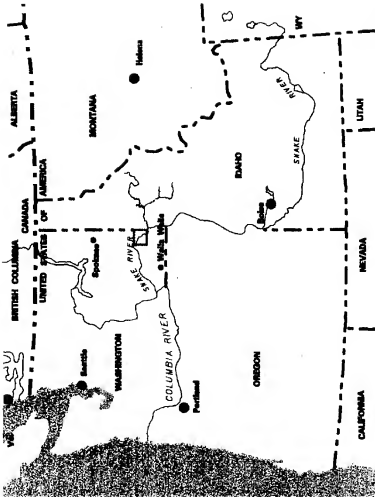 BRITISH COLUMBIA
ALBERTA
CANADA
UNITED STATES OF AMERICA
Seattle
Spokane
MONTANA
Helena
WASHINGTON
SNAKE RIVER
Walla Walla
COLUMBIA RIVER
Portland
IDAHO
OREGON
Boise
SNAKE RIVER
WY
CALIFORNIA
NEVADA
UTAH